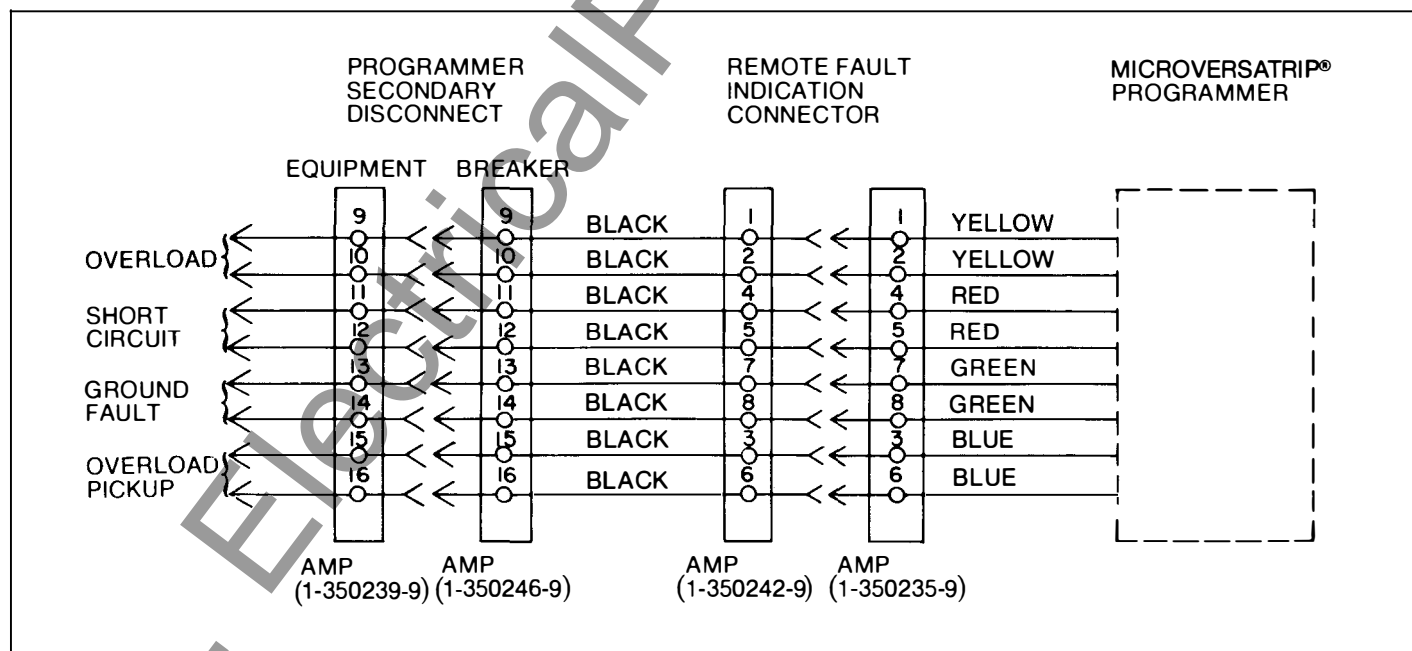 PROGRAMMER
SECONDARY
DISCONNECT
REMOTE FAULT
INDICATION
CONNECTOR
MICROVERSATRIP®
PROGRAMMER
EQUIPMENT BREAKER
OVERLOAD
SHORT
CIRCUIT
GROUND
FAULT
OVERLOAD
PICKUP
9 9 BLACK 1 1 YELLOW
10 10 BLACK 2 2 YELLOW
11 11 BLACK 4 4 RED
12 12 BLACK 5 5 RED
13 13 BLACK 7 7 GREEN
14 14 BLACK 8 8 GREEN
15 15 BLACK 3 3 BLUE
16 16 BLACK 6 6 BLUE
AMP
(1-350239-9)
AMP
(1-350246-9)
AMP
(1-350242-9)
AMP
(1-350235-9)
Electrical